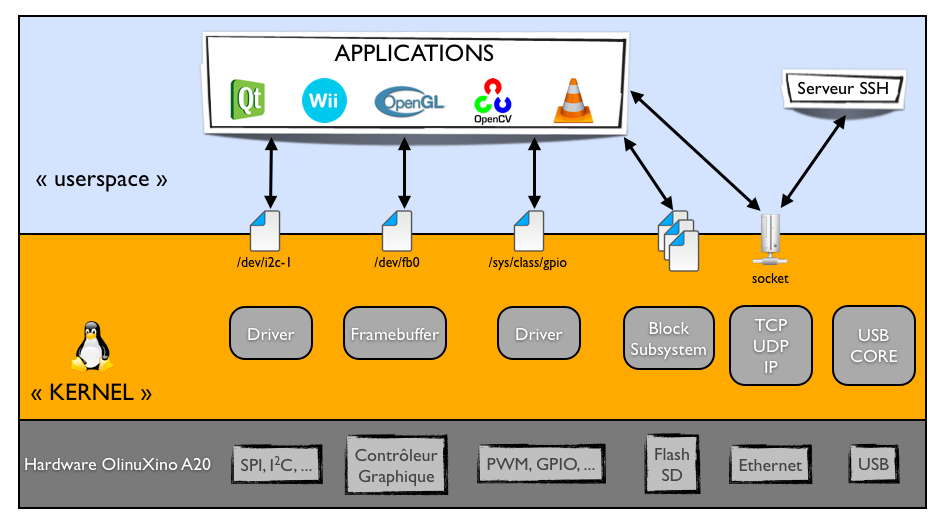 APPLICATIONS
Qt
Wii
OpenGL
OpenCV
Serveur SSH
« userspace »
/dev/i2c-1
/dev/fb0
/sys/class/gpio
socket
Driver
Framebuffer
Driver
Block
Subsystem
TCP
UDP
IP
USB
CORE
« KERNEL »
Hardware OlinuXino A20
SPI, I²C, ...
Contrôleur
Graphique
PWM, GPIO, ...
Flash
SD
Ethernet
USB